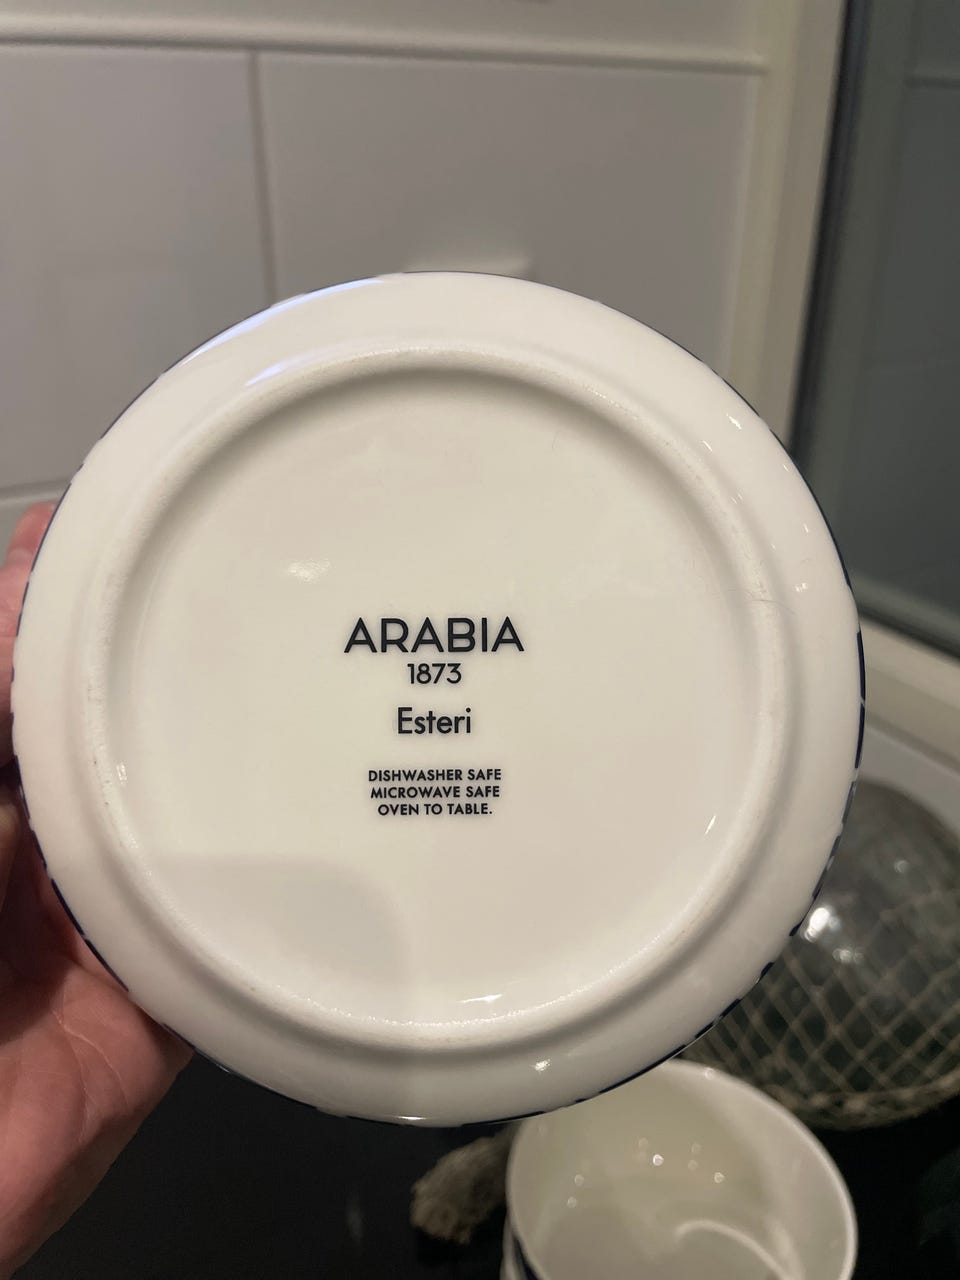 ARABIA
1873
Esteri
DISHWASHER SAFE
MICROWAVE SAFE
OVEN TO TABLE.